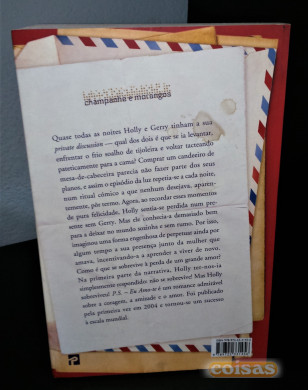 champanhe e morangos
Quase todas as noites Holly e Gerry tinham a sua
private discussion — qual dos dois é que se ia levantar,
enfrentar o frio soalho de tijoleira e voltar tacteando
pateticamente para a cama? Comprar um candeeiro de
mesa-de-cabeceira parecia não fazer parte dos seus
planos, e assim o episódio da luz repetia-se a cada noite,
num ritual cómico a que nenhum desejava, aparen-
temente, pôr termo. Agora, ao recordar esses momentos
de pura felicidade, Holly sentia-se perdida num pre-
sente sem Gerry. Mas ele conhecia-a demasiado bem
para a deixar no mundo sozinha e sem rumo. Por isso,
imaginou uma forma engenhosa de perpetuar ainda por
algum tempo a sua presença junto da mulher que
amava, incentivando-a a aprender a viver de novo.
Como é que se sobrevive à perda de um grande amor?
Na primeira parte da narrativa, Holly ter-nos-ia
simplesmente respondido: não se sobrevive! Mas Holly
sobreviveu! P.S. – Eu Amo-te é um romance admirável
sobre a coragem, a amizade e o amor. Foi publicado
pela primeira vez em 2004 e tornou-se um sucesso
à escala mundial.
coisas